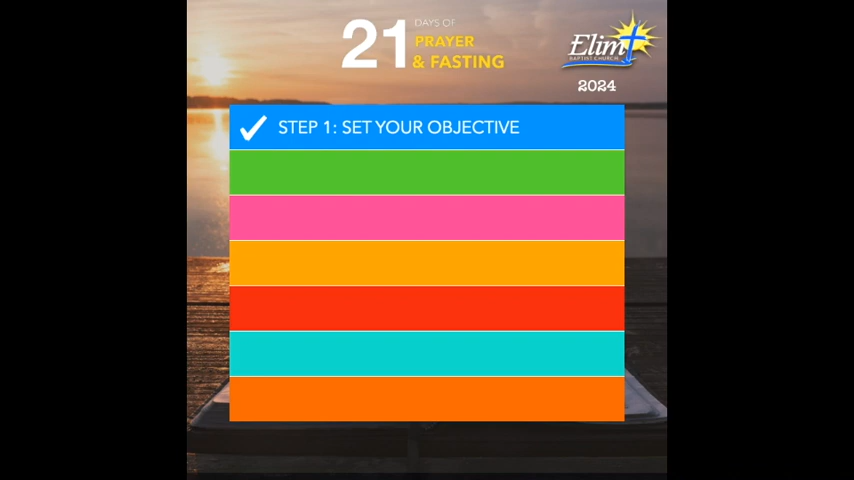 21
DAYS OF
PRAYER
& FASTING
Elim
BAPTIST CHURCH
2024
STEP 1: SET YOUR OBJECTIVE